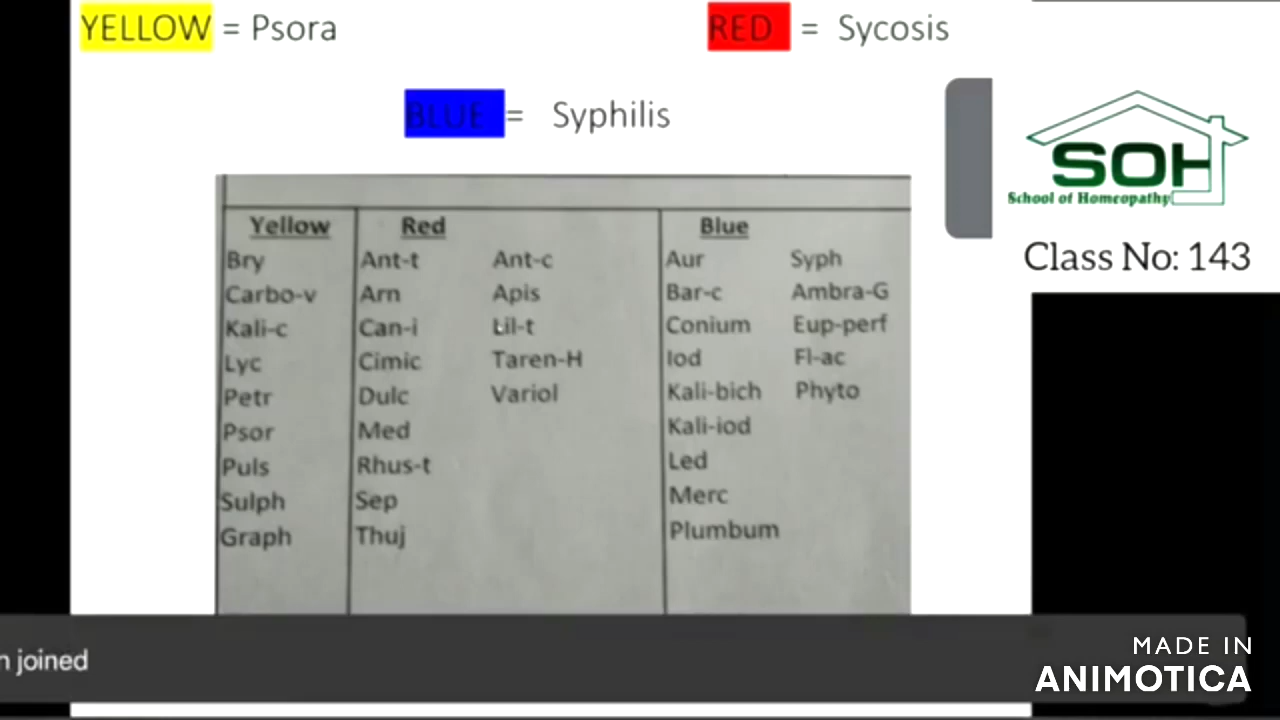 YELLOW = Psora
RED = Sycosis
BLUE = Syphilis
SOH
School of Homeopathy
Class No: 143
Yellow Red Blue
Bry Ant-t Ant-c Aur Syph
Carbo-v Arn Apis Bar-c Ambra-G
Kali-c Can-i Lil-t Conium Eup-perf
Lyc Cimic Taren-H Iod Fl-ac
Petr Dulc Variol Kali-bich Phyto
Psor Med Kali-iod
Puls Rhus-t Led
Sulph Sep Merc
Graph Thuj Plumbum
n joined
MADE IN
ANIMOTICA